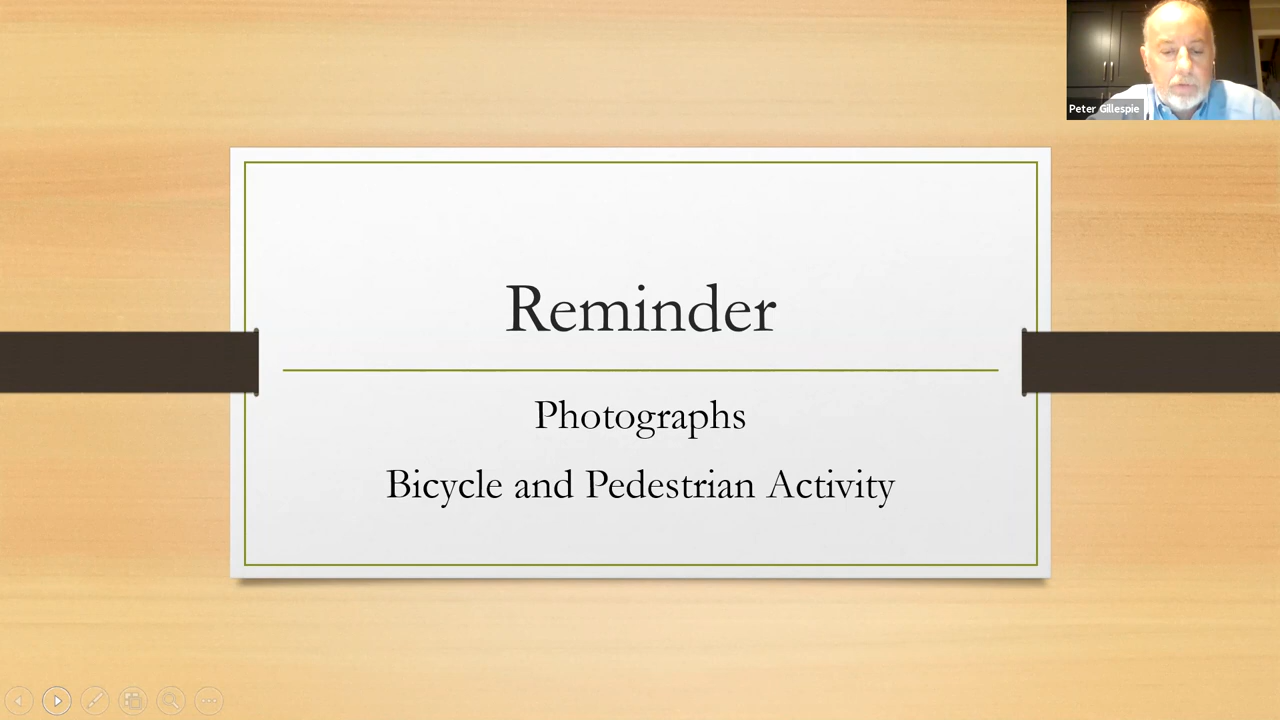 Peter Gillespie
Reminder
Photographs
Bicycle and Pedestrian Activity